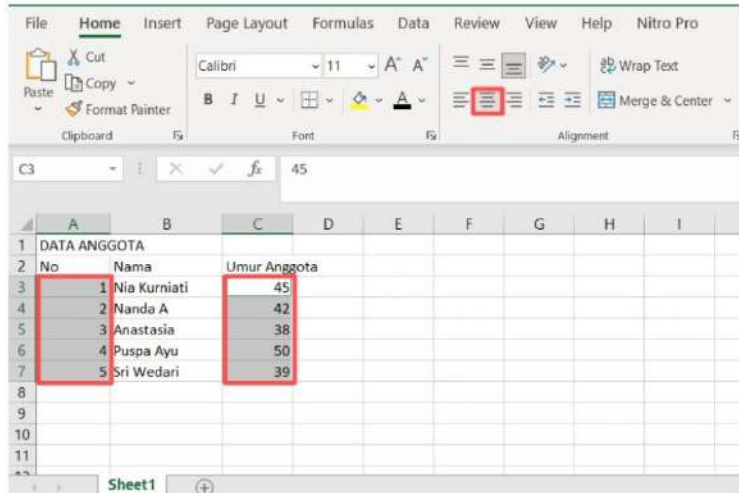 File Home Insert Page Layout Formulas Data Review View Help Nitro Pro
Paste
Cut
Copy
Format Painter
Clipboard
Calibri 11 A^ A˅
B I U A
Font
Wrap Text
Merge & Center
Alignment
C3 fx 45
A B C D E F G H I
1 DATA ANGGOTA
2 No Nama Umur Anggota
3 1 Nia Kurniati 45
4 2 Nanda A 42
5 3 Anastasia 38
6 4 Puspa Ayu 50
7 5 Sri Wedari 39
8
9
10
11
Sheet1